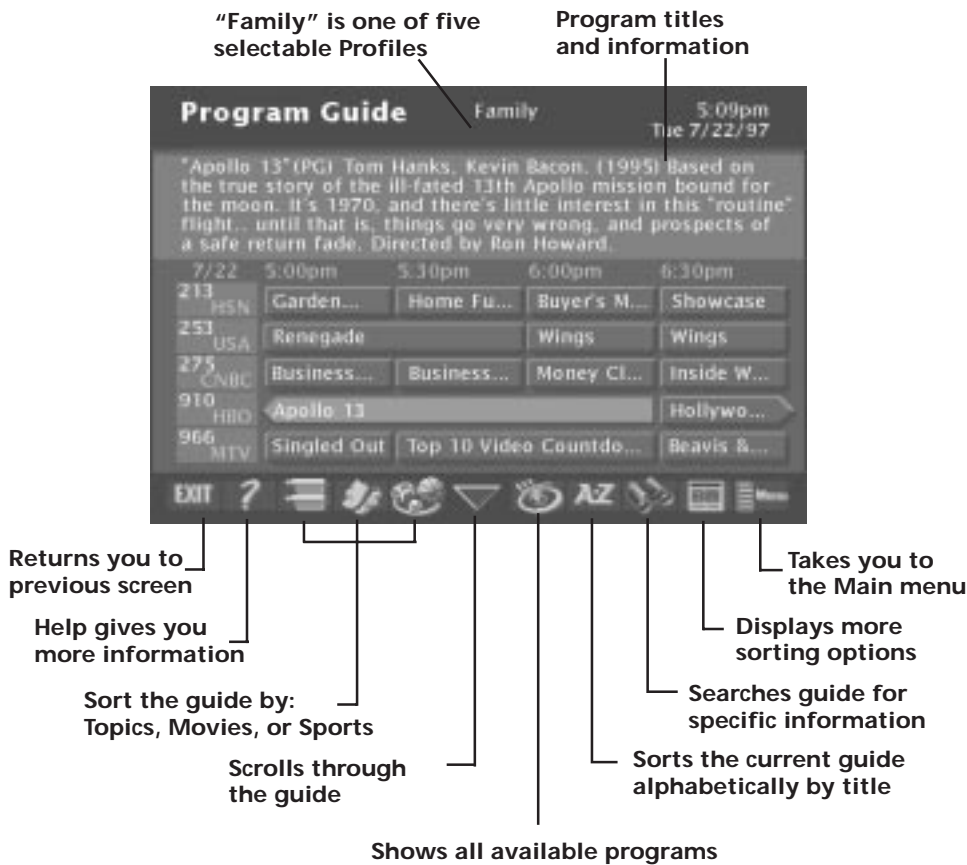 “Family” is one of five
selectable Profiles
Program titles
and information
Program Guide
Family
5:09pm
Tue 7/22/97
"Apollo 13"(PG) Tom Hanks, Kevin Bacon. (1995) Based on
the true story of the ill-fated 13th Apollo mission bound for
the moon. It's 1970, and there's little interest in this "routine"
flight.. until that is, things go very wrong, and prospects of
a safe return fade. Directed by Ron Howard.
7/22 5:00pm 5:30pm 6:00pm 6:30pm
213 HSN Garden... Home Fu... Buyer's M... Showcase
253 USA Renegade Wings Wings
275 CNBC Business... Business... Money Cl... Inside W...
910 HBO Apollo 13 Hollywo...
966 MTV Singled Out Top 10 Video Countdo... Beavis &...
EXIT ? A-Z Menu
Returns you to
previous screen
Takes you to
the Main menu
Help gives you
more information
Displays more
sorting options
Sort the guide by:
Topics, Movies, or Sports
Searches guide for
specific information
Scrolls through
the guide
Sorts the current guide
alphabetically by title
Shows all available programs